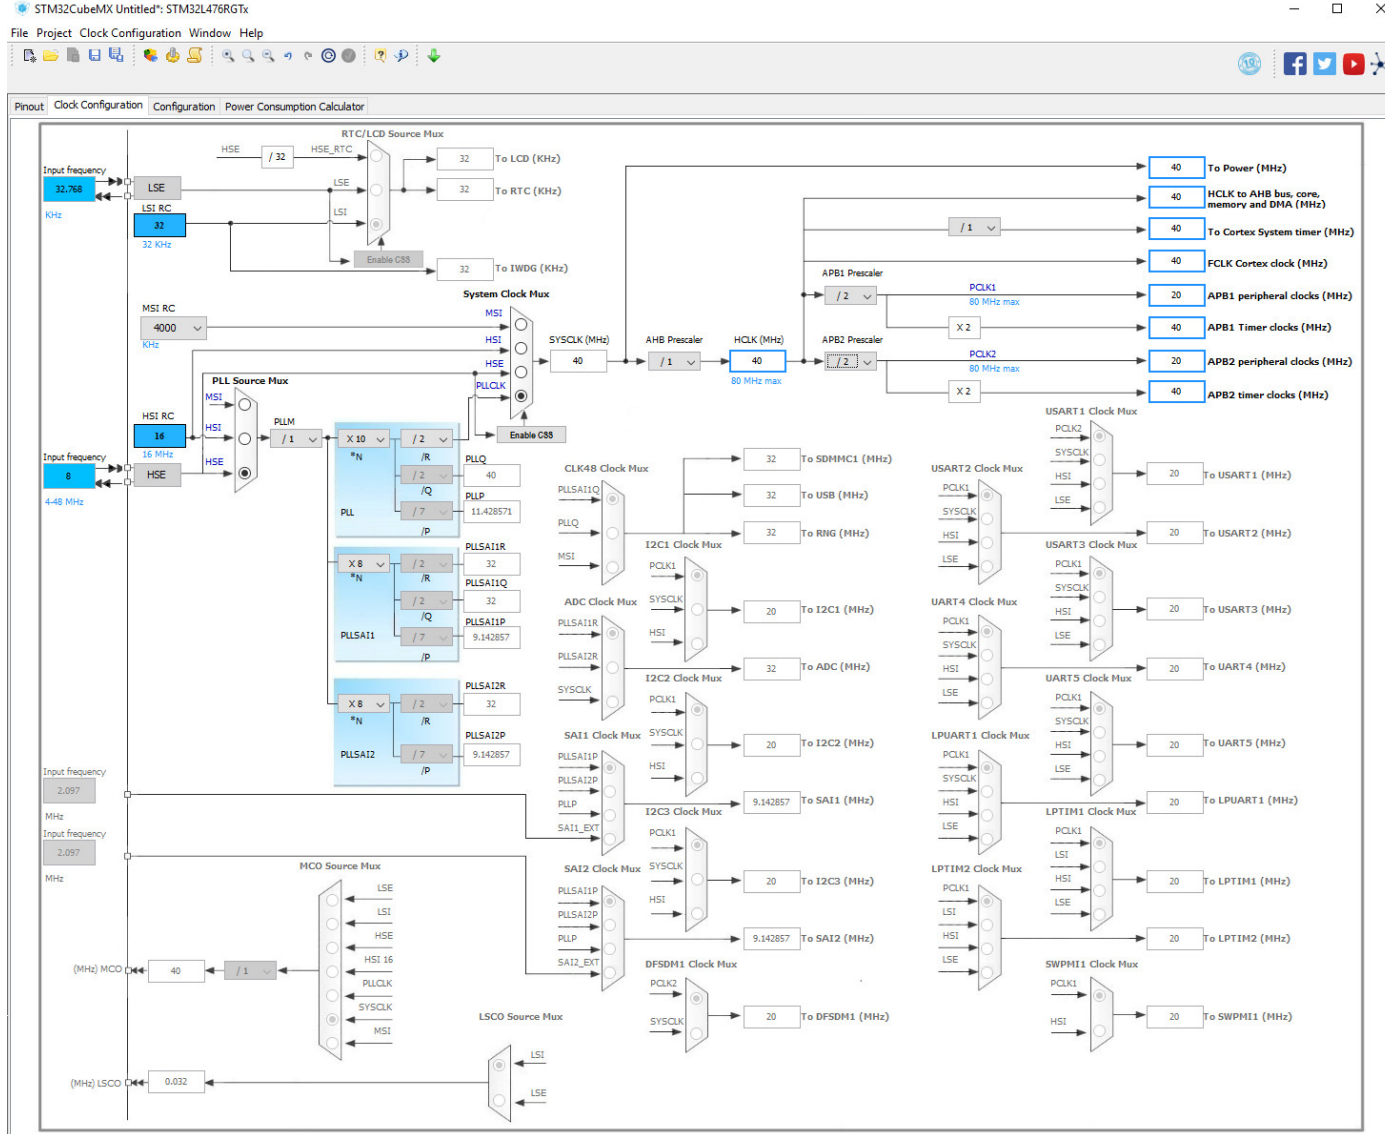 STM32CubeMX Untitled*: STM32L476RGTx
File Project Clock Configuration Window Help
10
Pinout Clock Configuration Configuration Power Consumption Calculator
RTC/LCD Source Mux
HSE / 32 HSE_RTC
32 To LCD (KHz)
40 To Power (MHz)
Input frequency
32.768 LSE
LSE 32 To RTC (KHz)
40 HCLK to AHB bus, core, memory and DMA (MHz)
KHz
LSI RC
32
LSI
/ 1 40 To Cortex System timer (MHz)
32 KHz
Enable CSS
32 To IWDG (KHz)
40 FCLK Cortex clock (MHz)
System Clock Mux
APB1 Prescaler
/ 2 PCLK1 20 APB1 peripheral clocks (MHz)
80 MHz max
MSI RC
4000
KHz
MSI
X 2 40 APB1 Timer clocks (MHz)
HSI
SYSCLK (MHz) AHB Prescaler HCLK (MHz) APB2 Prescaler
HSE
40 / 1 40 / 2 PCLK2 20 APB2 peripheral clocks (MHz)
80 MHz max 80 MHz max
PLLCLK
X 2 40 APB2 timer clocks (MHz)
Enable CSS
PLL Source Mux
MSI
HSI RC
16
16 MHz
HSI
PLLM
/ 1
Input frequency
8 HSE
HSE
4-48 MHz
X 10 / 2
*N /R PLLQ
/ 2 40
/Q PLLP
PLL / 7 11.428571
/P
PLLSAI1R
X 8 / 2 32
*N /R PLLSAI1Q
/ 2 32
/Q PLLSAI1P
PLLSAI1 / 7 9.142857
/P
PLLSAI2R
X 8 / 2 32
*N /R
PLLSAI2P
PLLSAI2 / 7 9.142857
/P
CLK48 Clock Mux
PLLSAI1Q
PLLQ
MSI
32 To SDMMC1 (MHz)
32 To USB (MHz)
32 To RNG (MHz)
ADC Clock Mux
PLLSAI1R
PLLSAI2R
SYSCLK
32 To ADC (MHz)
SAI1 Clock Mux
PLLSAI1P
PLLSAI2P
PLLP
SAI1_EXT
9.142857 To SAI1 (MHz)
SAI2 Clock Mux
PLLSAI1P
PLLSAI2P
PLLP
SAI2_EXT
9.142857 To SAI2 (MHz)
I2C1 Clock Mux
PCLK1
SYSCLK
HSI
20 To I2C1 (MHz)
I2C2 Clock Mux
PCLK1
SYSCLK
HSI
20 To I2C2 (MHz)
I2C3 Clock Mux
PCLK1
SYSCLK
HSI
20 To I2C3 (MHz)
DFSDM1 Clock Mux
PCLK2
SYSCLK
20 To DFSDM1 (MHz)
USART1 Clock Mux
PCLK2
SYSCLK
HSI
LSE
20 To USART1 (MHz)
USART2 Clock Mux
PCLK1
SYSCLK
HSI
LSE
20 To USART2 (MHz)
USART3 Clock Mux
PCLK1
SYSCLK
HSI
LSE
20 To USART3 (MHz)
UART4 Clock Mux
PCLK1
SYSCLK
HSI
LSE
20 To UART4 (MHz)
UART5 Clock Mux
PCLK1
SYSCLK
HSI
LSE
20 To UART5 (MHz)
LPUART1 Clock Mux
PCLK1
SYSCLK
HSI
LSE
20 To LPUART1 (MHz)
LPTIM1 Clock Mux
PCLK1
LSI
HSI
LSE
20 To LPTIM1 (MHz)
LPTIM2 Clock Mux
PCLK1
LSI
HSI
LSE
20 To LPTIM2 (MHz)
SWPMI1 Clock Mux
PCLK1
HSI
20 To SWPMI1 (MHz)
Input frequency
2.097
MHz
Input frequency
2.097
MHz
MCO Source Mux
LSE
LSI
HSE
HSI 16
PLLCLK
SYSCLK
MSI
(MHz) MCO 40 / 1
LSCO Source Mux
LSI
LSE
(MHz) LSCO 0.032